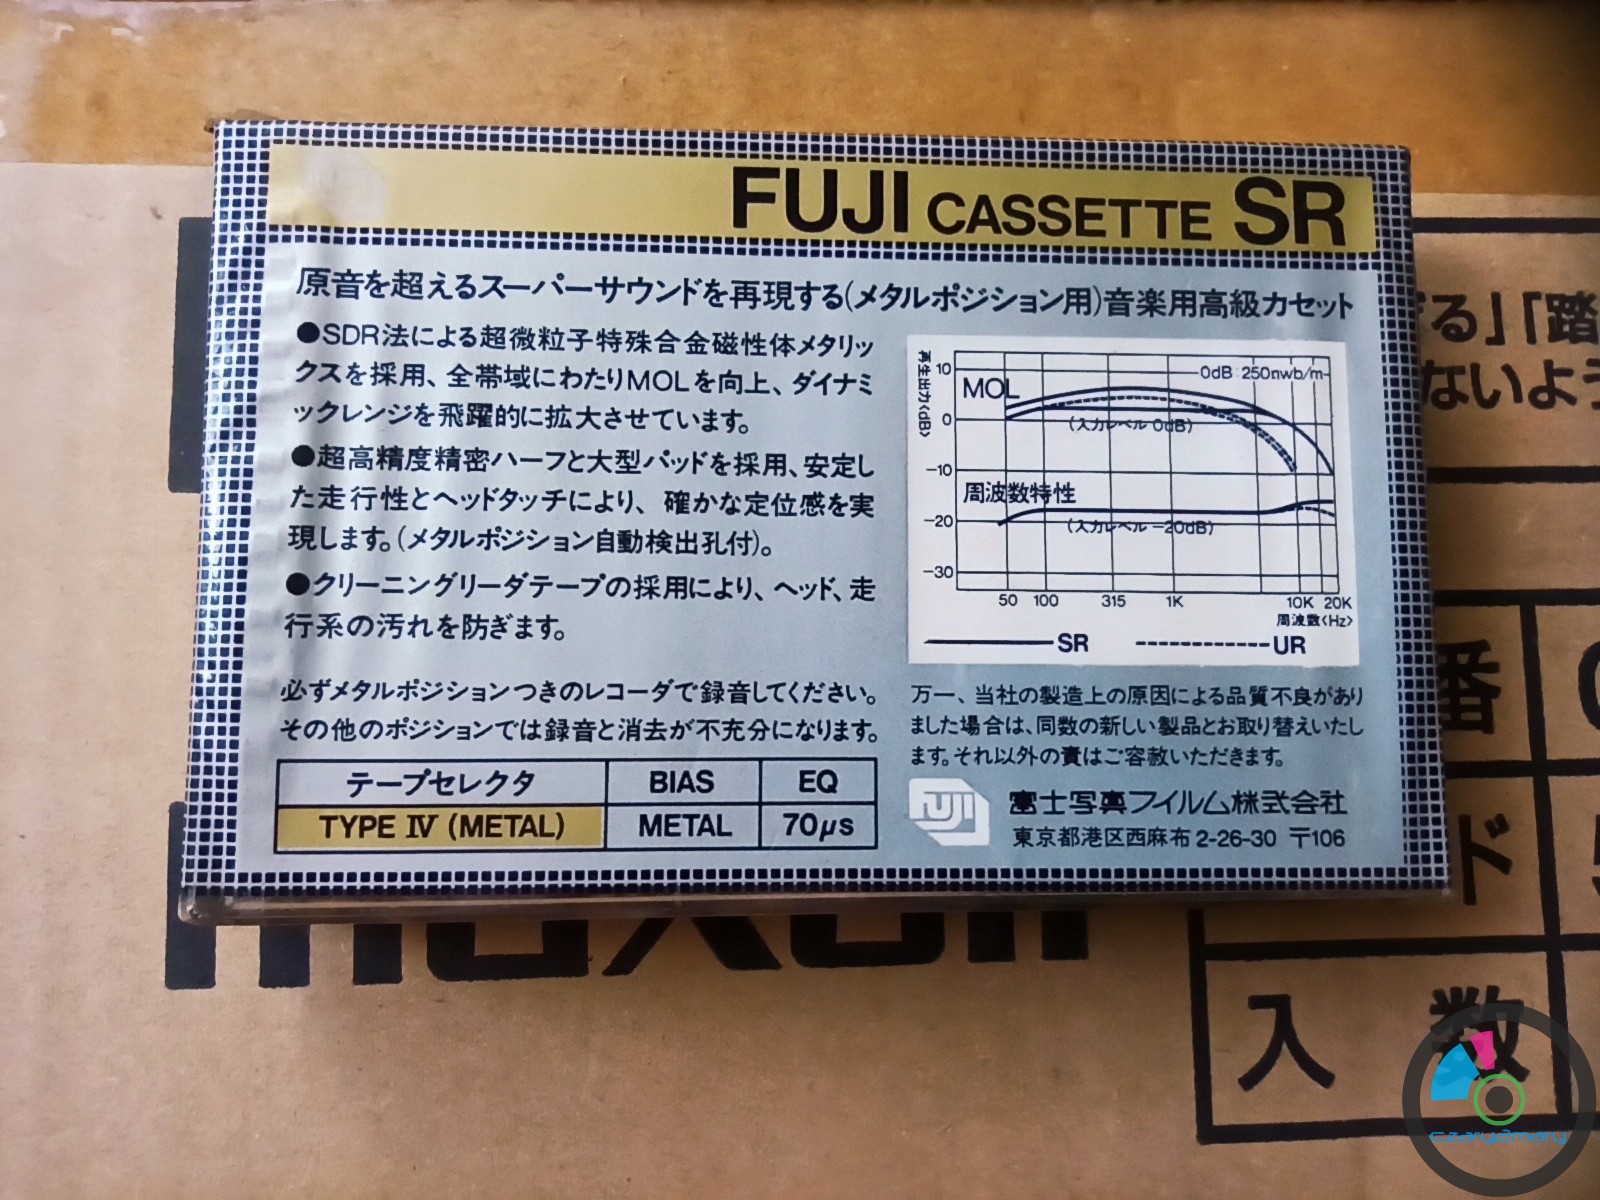 FUJI CASSETTE SR
原音を超えるスーパーサウンドを再現する(メタルポジション用)音楽用高級カセット
●SDR法による超微粒子特殊合金磁性体メタリッ
クスを採用、全帯域にわたりMOLを向上、ダイナミ
ックレンジを飛躍的に拡大させています。
●超高精度精密ハーフと大型パッドを採用、安定し
た走行性とヘッドタッチにより、確かな定位感を実
現します。(メタルポジション自動検出孔付)。
●クリーニングリーダテープの採用により、ヘッド、走
行系の汚れを防ぎます。
必ずメタルポジションつきのレコーダで録音してください。
その他のポジションでは録音と消去が不充分になります。
テープセレクタ BIAS EQ
TYPE IV (METAL) METAL 70μs
再生出力<dB>
10
0
-10
-20
-30
MOL
0dB:250nwb/m
(入力レベル 0dB)
周波数特性
(入力レベル -20dB)
50 100 315 1K 10K 20K
周波数<Hz>
SR UR
万一、当社の製造上の原因による品質不良があり
ました場合は、同数の新しい製品とお取り替えいたし
ます。それ以外の責はご容赦いただきます。
FUJI
富士写真フイルム株式会社
東京都港区西麻布2-26-30 〒106
る」「踏
ないよう
番
ド
入数
maxell
czarny2mary